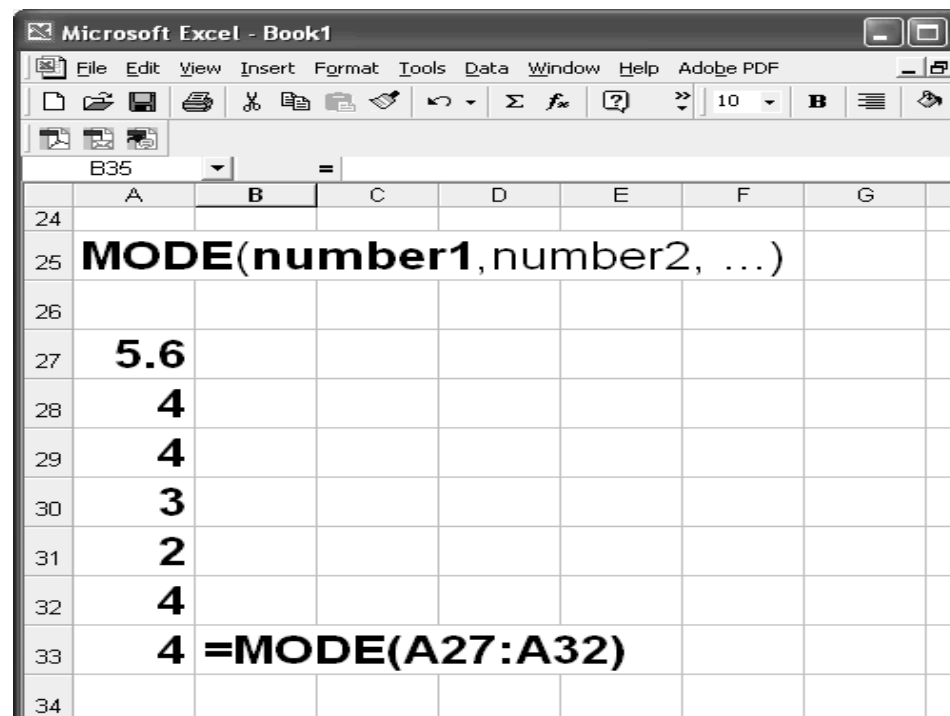 Microsoft Excel - Book1
File Edit View Insert Format Tools Data Window Help Adobe PDF
Σ fx ? » 10 B
B35 =
A B C D E F G
24
25 MODE(number1,number2, ...)
26
27 5.6
28 4
29 4
30 3
31 2
32 4
33 4 =MODE(A27:A32)
34